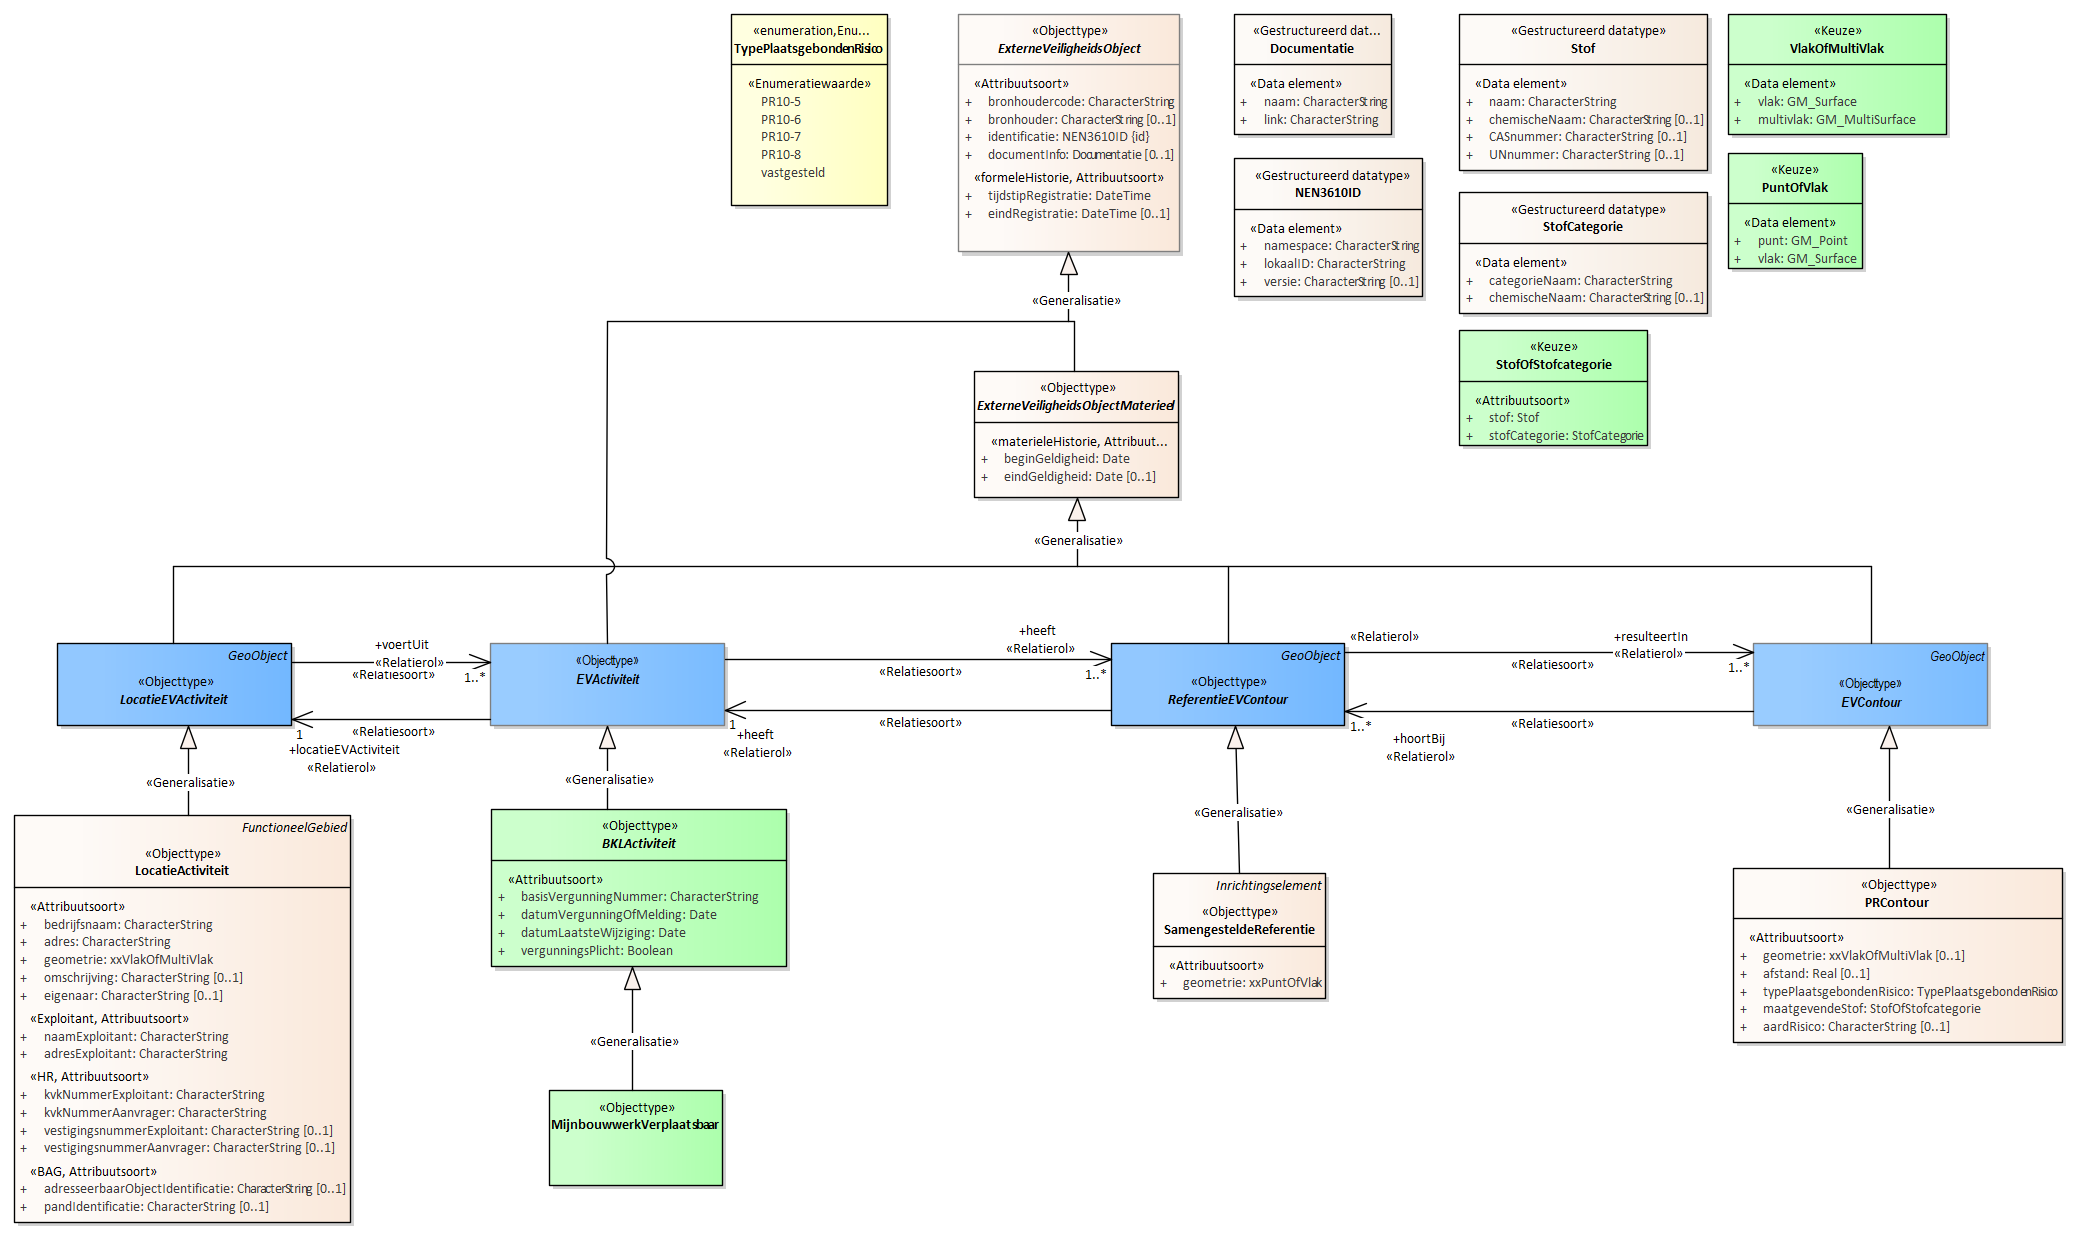 «enumeration,Enu...
TypePlaatsgebondenRisico
«Enumeratiewaarde»
PR10-5
PR10-6
PR10-7
PR10-8
vastgesteld
«Objecttype»
ExterneVeiligheidsObject
«Attribuutsoort»
+ bronhoudercode: CharacterString
+ bronhouder: CharacterString [0..1]
+ identificatie: NEN3610ID {id}
+ documentInfo: Documentatie [0..1]
«formeleHistorie, Attribuutsoort»
+ tijdstipRegistratie: DateTime
+ eindRegistratie: DateTime [0..1]
«Gestructureerd dat...
Documentatie
«Data element»
+ naam: CharacterString
+ link: CharacterString
«Gestructureerd datatype»
NEN3610ID
«Data element»
+ namespace: CharacterString
+ lokaalID: CharacterString
+ versie: CharacterString [0..1]
«Gestructureerd datatype»
Stof
«Data element»
+ naam: CharacterString
+ chemischeNaam: CharacterString [0..1]
+ CASnummer: CharacterString [0..1]
+ UNnummer: CharacterString [0..1]
«Gestructureerd datatype»
StofCategorie
«Data element»
+ categorieNaam: CharacterString
+ chemischeNaam: CharacterString [0..1]
«Keuze»
StofOfStofcategorie
«Attribuutsoort»
+ stof: Stof
+ stofCategorie: StofCategorie
«Keuze»
VlakOfMultiVlak
«Data element»
+ vlak: GM_Surface
+ multivlak: GM_MultiSurface
«Keuze»
PuntOfVlak
«Data element»
+ punt: GM_Point
+ vlak: GM_Surface
«Generalisatie»
«Objecttype»
ExterneVeiligheidsObjectMaterieel
«materieleHistorie, Attribuut...
+ beginGeldigheid: Date
+ eindGeldigheid: Date [0..1]
«Generalisatie»
GeoObject
«Objecttype»
LocatieEVActiviteit
+voertUit
«Relatierol»
«Relatiesoort»
1..*
«Relatiesoort»
1
+locatieEVActiviteit
«Relatierol»
«Objecttype»
EVActiviteit
+heeft
«Relatierol»
«Relatiesoort»
1..*
«Relatiesoort»
1
+heeft
«Relatierol»
GeoObject
«Objecttype»
ReferentieEVContour
«Relatierol»
+resulteertIn
«Relatierol»
«Relatiesoort»
1..*
«Relatiesoort»
1..*
+hoortBij
«Relatierol»
GeoObject
«Objecttype»
EVContour
«Generalisatie»
FunctioneelGebied
«Objecttype»
LocatieActiviteit
«Attribuutsoort»
+ bedrijfsnaam: CharacterString
+ adres: CharacterString
+ geometrie: xxVlakOfMultiVlak
+ omschrijving: CharacterString [0..1]
+ eigenaar: CharacterString [0..1]
«Exploitant, Attribuutsoort»
+ naamExploitant: CharacterString
+ adresExploitant: CharacterString
«HR, Attribuutsoort»
+ kvkNummerExploitant: CharacterString
+ kvkNummerAanvrager: CharacterString
+ vestigingsnummerExploitant: CharacterString [0..1]
+ vestigingsnummerAanvrager: CharacterString [0..1]
«BAG, Attribuutsoort»
+ adresseerbaarObjectIdentificatie: CharacterString [0..1]
+ pandIdentificatie: CharacterString [0..1]
«Generalisatie»
«Objecttype»
BKLActiviteit
«Attribuutsoort»
+ basisVergunningNummer: CharacterString
+ datumVergunningOfMelding: Date
+ datumLaatsteWijziging: Date
+ vergunningsPlicht: Boolean
«Generalisatie»
«Objecttype»
MijnbouwwerkVerplaatsbaar
«Generalisatie»
Inrichtingselement
«Objecttype»
SamengesteldeReferentie
«Attribuutsoort»
+ geometrie: xxPuntOfVlak
«Generalisatie»
«Objecttype»
PRContour
«Attribuutsoort»
+ geometrie: xxVlakOfMultiVlak [0..1]
+ afstand: Real [0..1]
+ typePlaatsgebondenRisico: TypePlaatsgebondenRisico
+ maatgevendeStof: StofOfStofcategorie
+ aardRisico: CharacterString [0..1]